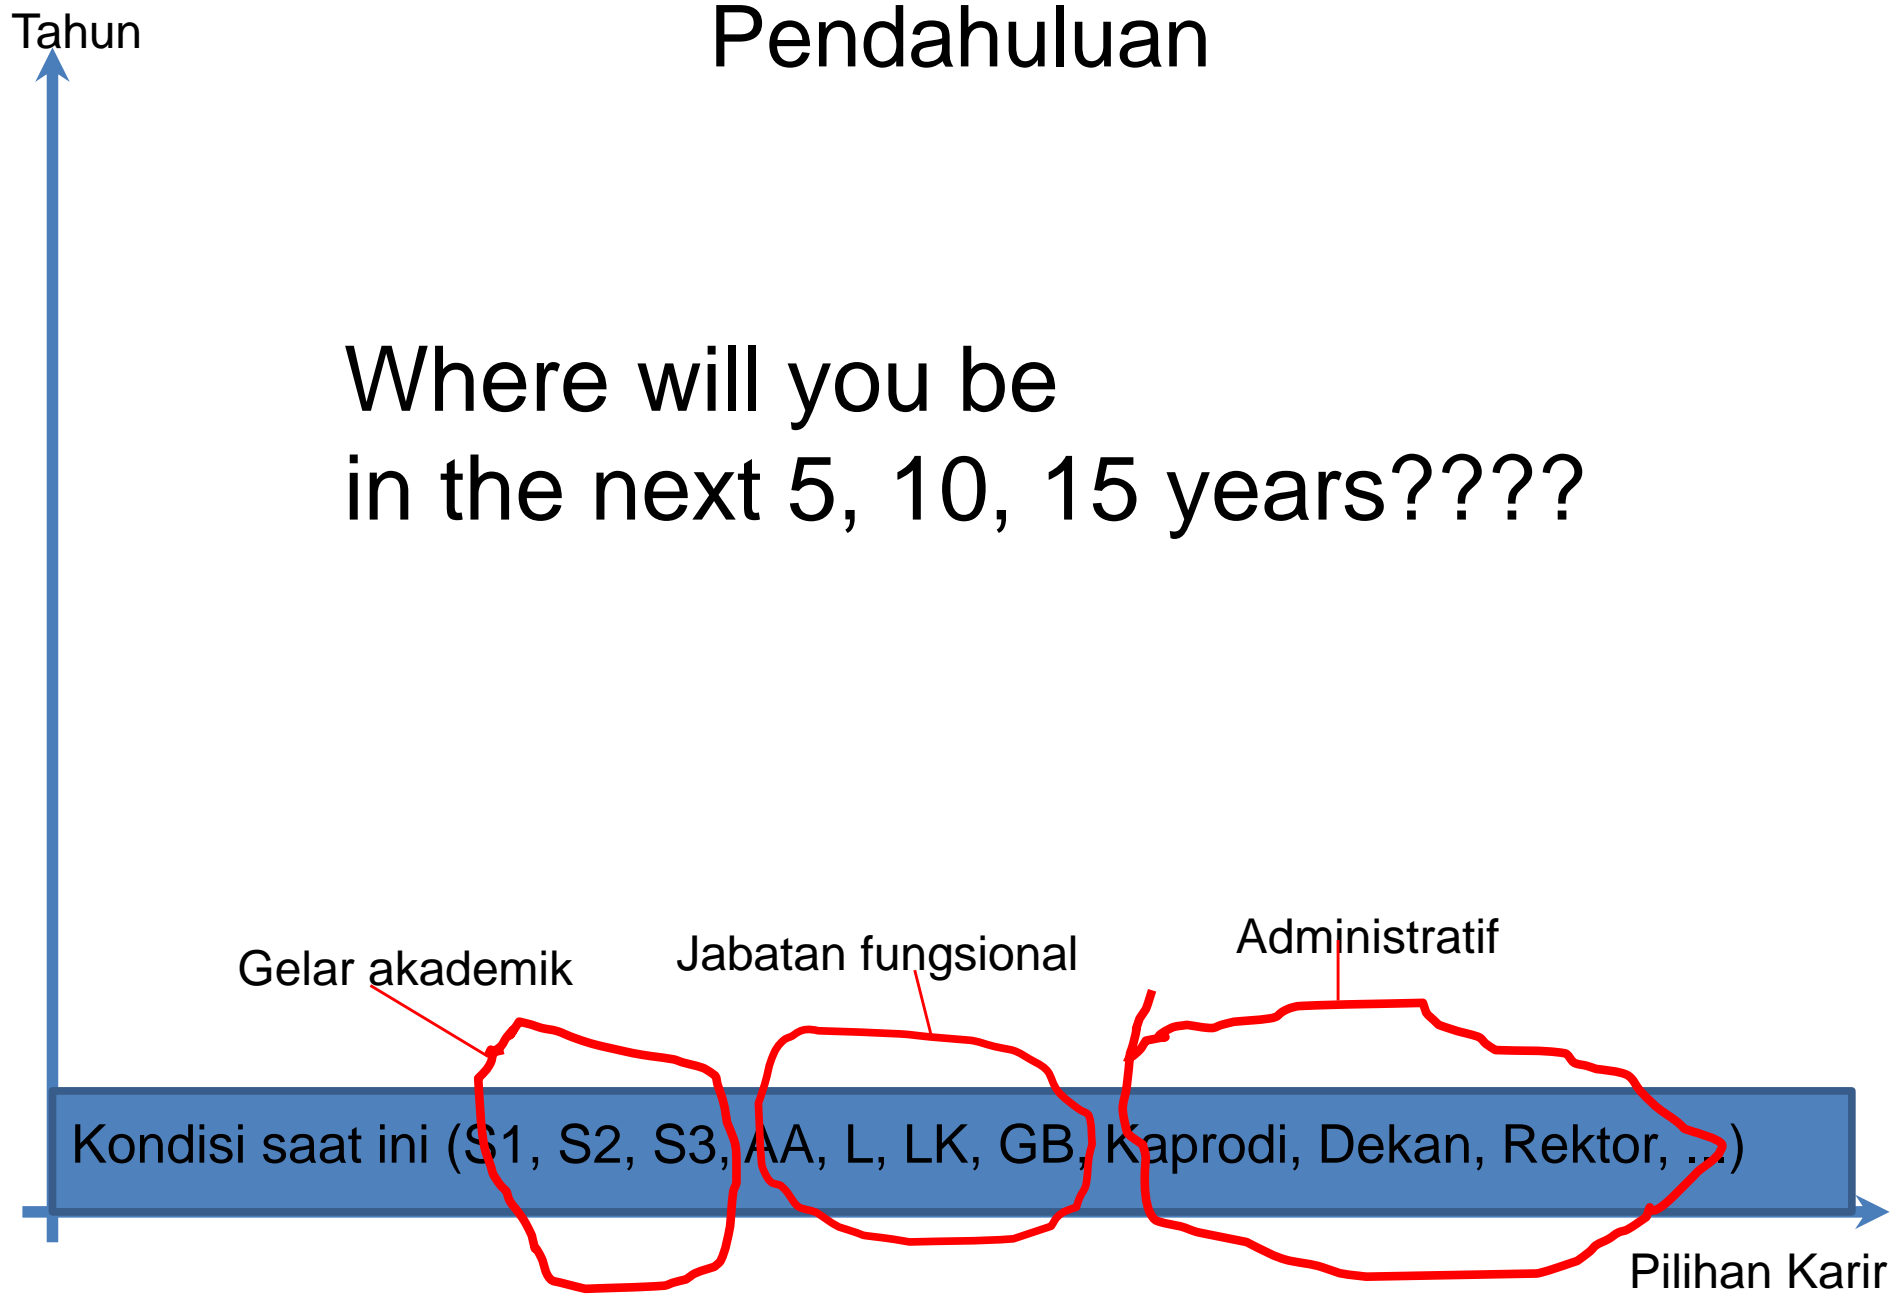 Tahun
Pendahuluan
Where will you be
in the next 5, 10, 15 years????
Gelar akademik
Jabatan fungsional
Administratif
Kondisi saat ini (S1, S2, S3, AA, L, LK, GB, Kaprodi, Dekan, Rektor, ...)
Pilihan Karir